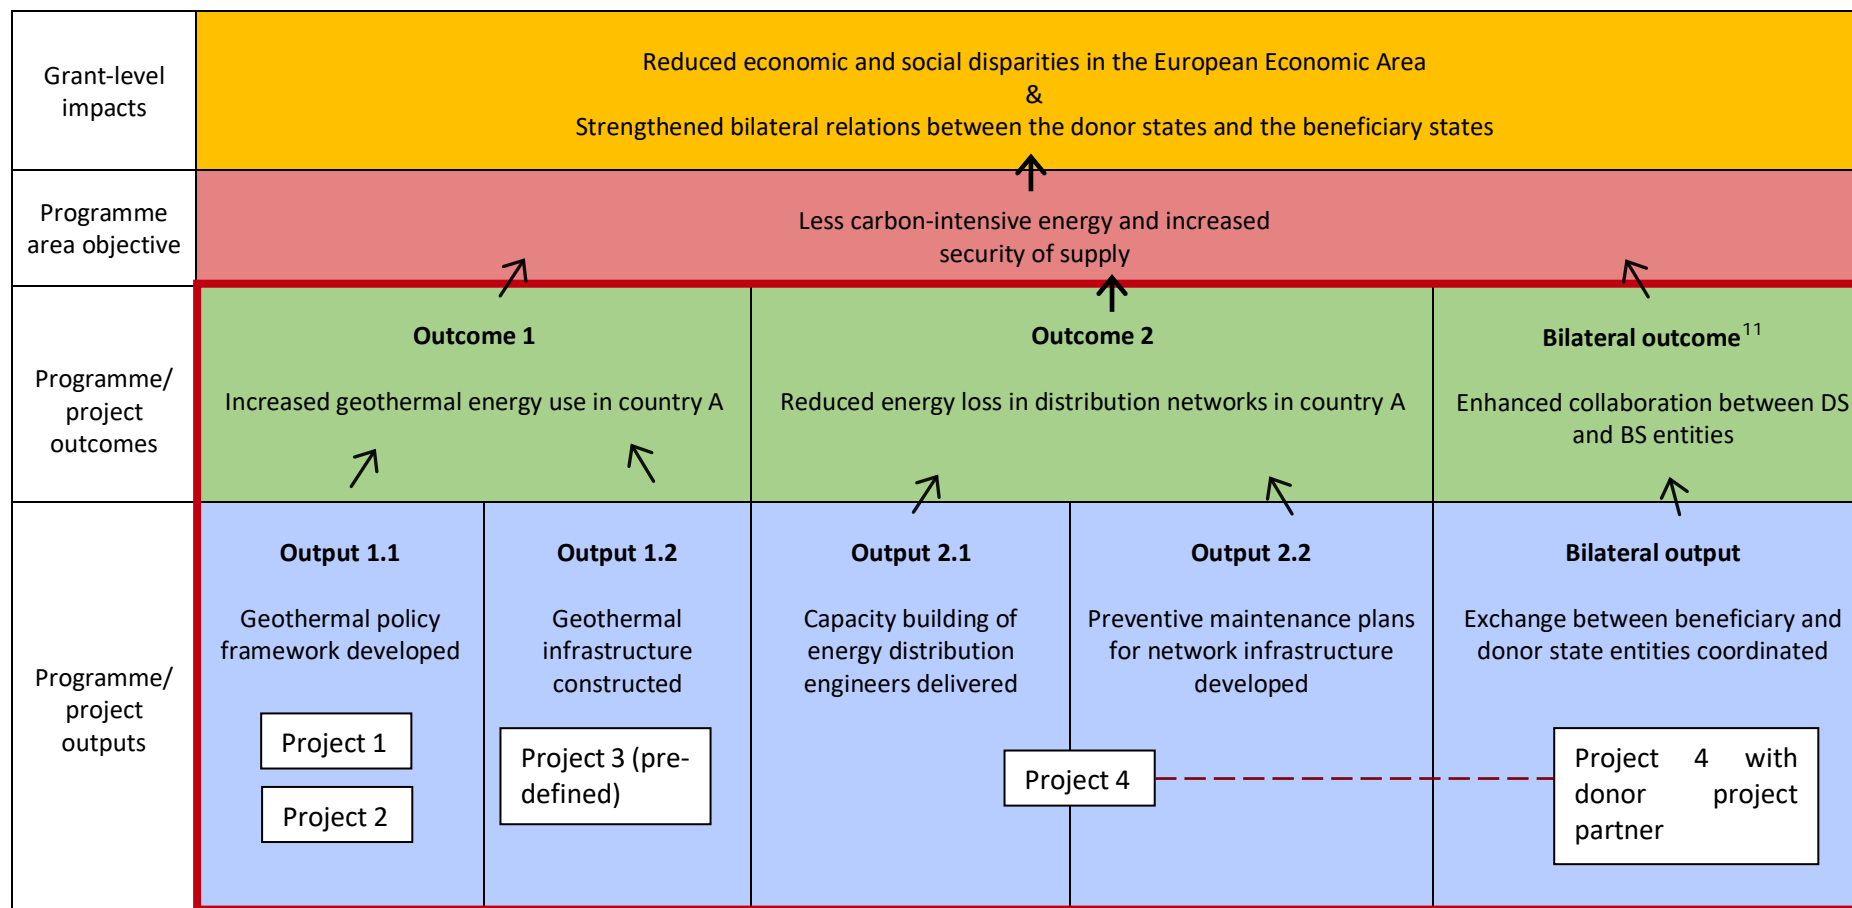 Grant-level
impacts
Reduced economic and social disparities in the European Economic Area
&
Strengthened bilateral relations between the donor states and the beneficiary states
Programme
area objective
Less carbon-intensive energy and increased
security of supply
Programme/
project
outcomes
Outcome 1
Increased geothermal energy use in country A
Outcome 2
Reduced energy loss in distribution networks in country A
Bilateral outcome11
Enhanced collaboration between DS
and BS entities
Programme/
project
outputs
Output 1.1
Geothermal policy
framework developed
Project 1
Project 2
Output 1.2
Geothermal
infrastructure
constructed
Project 3 (pre-
defined)
Output 2.1
Capacity building of
energy distribution
engineers delivered
Output 2.2
Preventive maintenance plans
for network infrastructure
developed
Project 4
Bilateral output
Exchange between beneficiary and
donor state entities coordinated
Project 4 with
donor project
partner